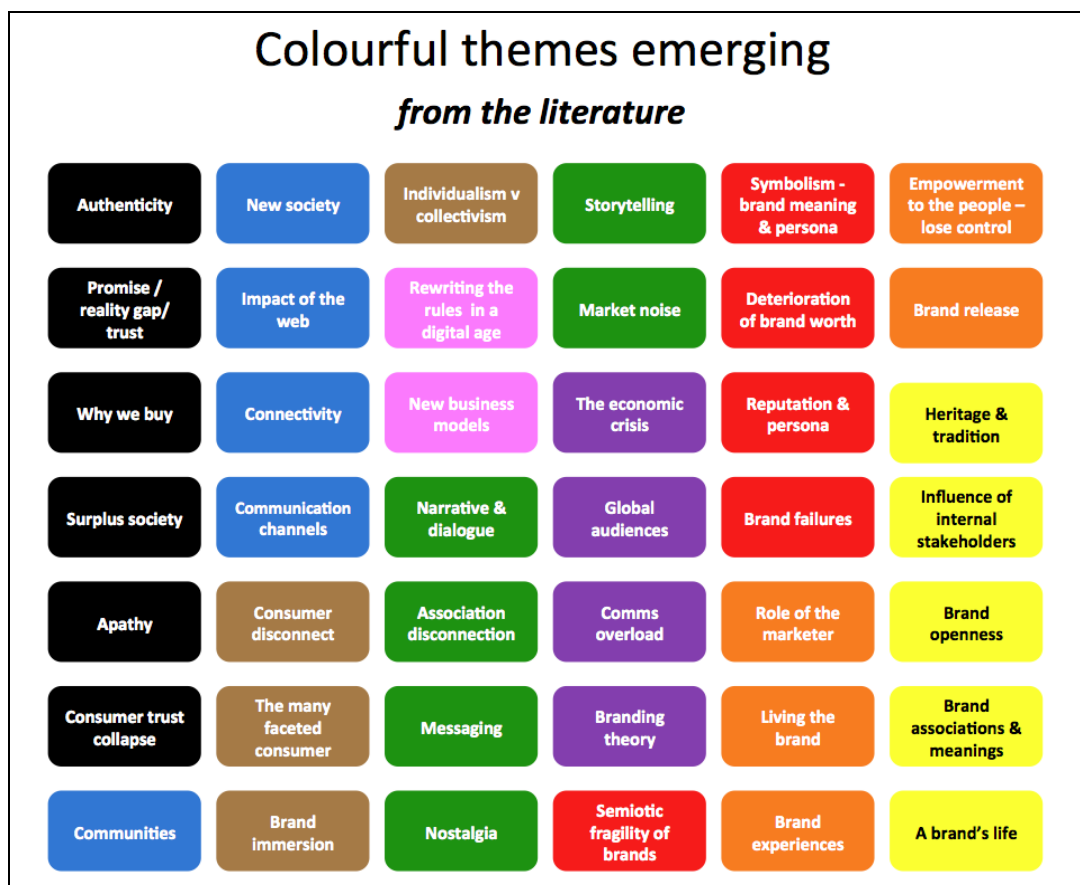 Colourful themes emerging
from the literature
Authenticity
New society
Individualism v
collectivism
Storytelling
Symbolism -
brand meaning
& persona
Empowerment
to the people –
lose control
Promise /
reality gap/
trust
Impact of the
web
Rewriting the
rules in a
digital age
Market noise
Deterioration
of brand worth
Brand release
Why we buy
Connectivity
New business
models
The economic
crisis
Reputation &
persona
Heritage &
tradition
Surplus society
Communication
channels
Narrative &
dialogue
Global
audiences
Brand failures
Influence of
internal
stakeholders
Apathy
Consumer
disconnect
Association
disconnection
Comms
overload
Role of the
marketer
Brand
openness
Consumer trust
collapse
The many
faceted
consumer
Messaging
Branding
theory
Living the
brand
Brand
associations &
meanings
Communities
Brand
immersion
Nostalgia
Semiotic
fragility of
brands
Brand
experiences
A brand's life